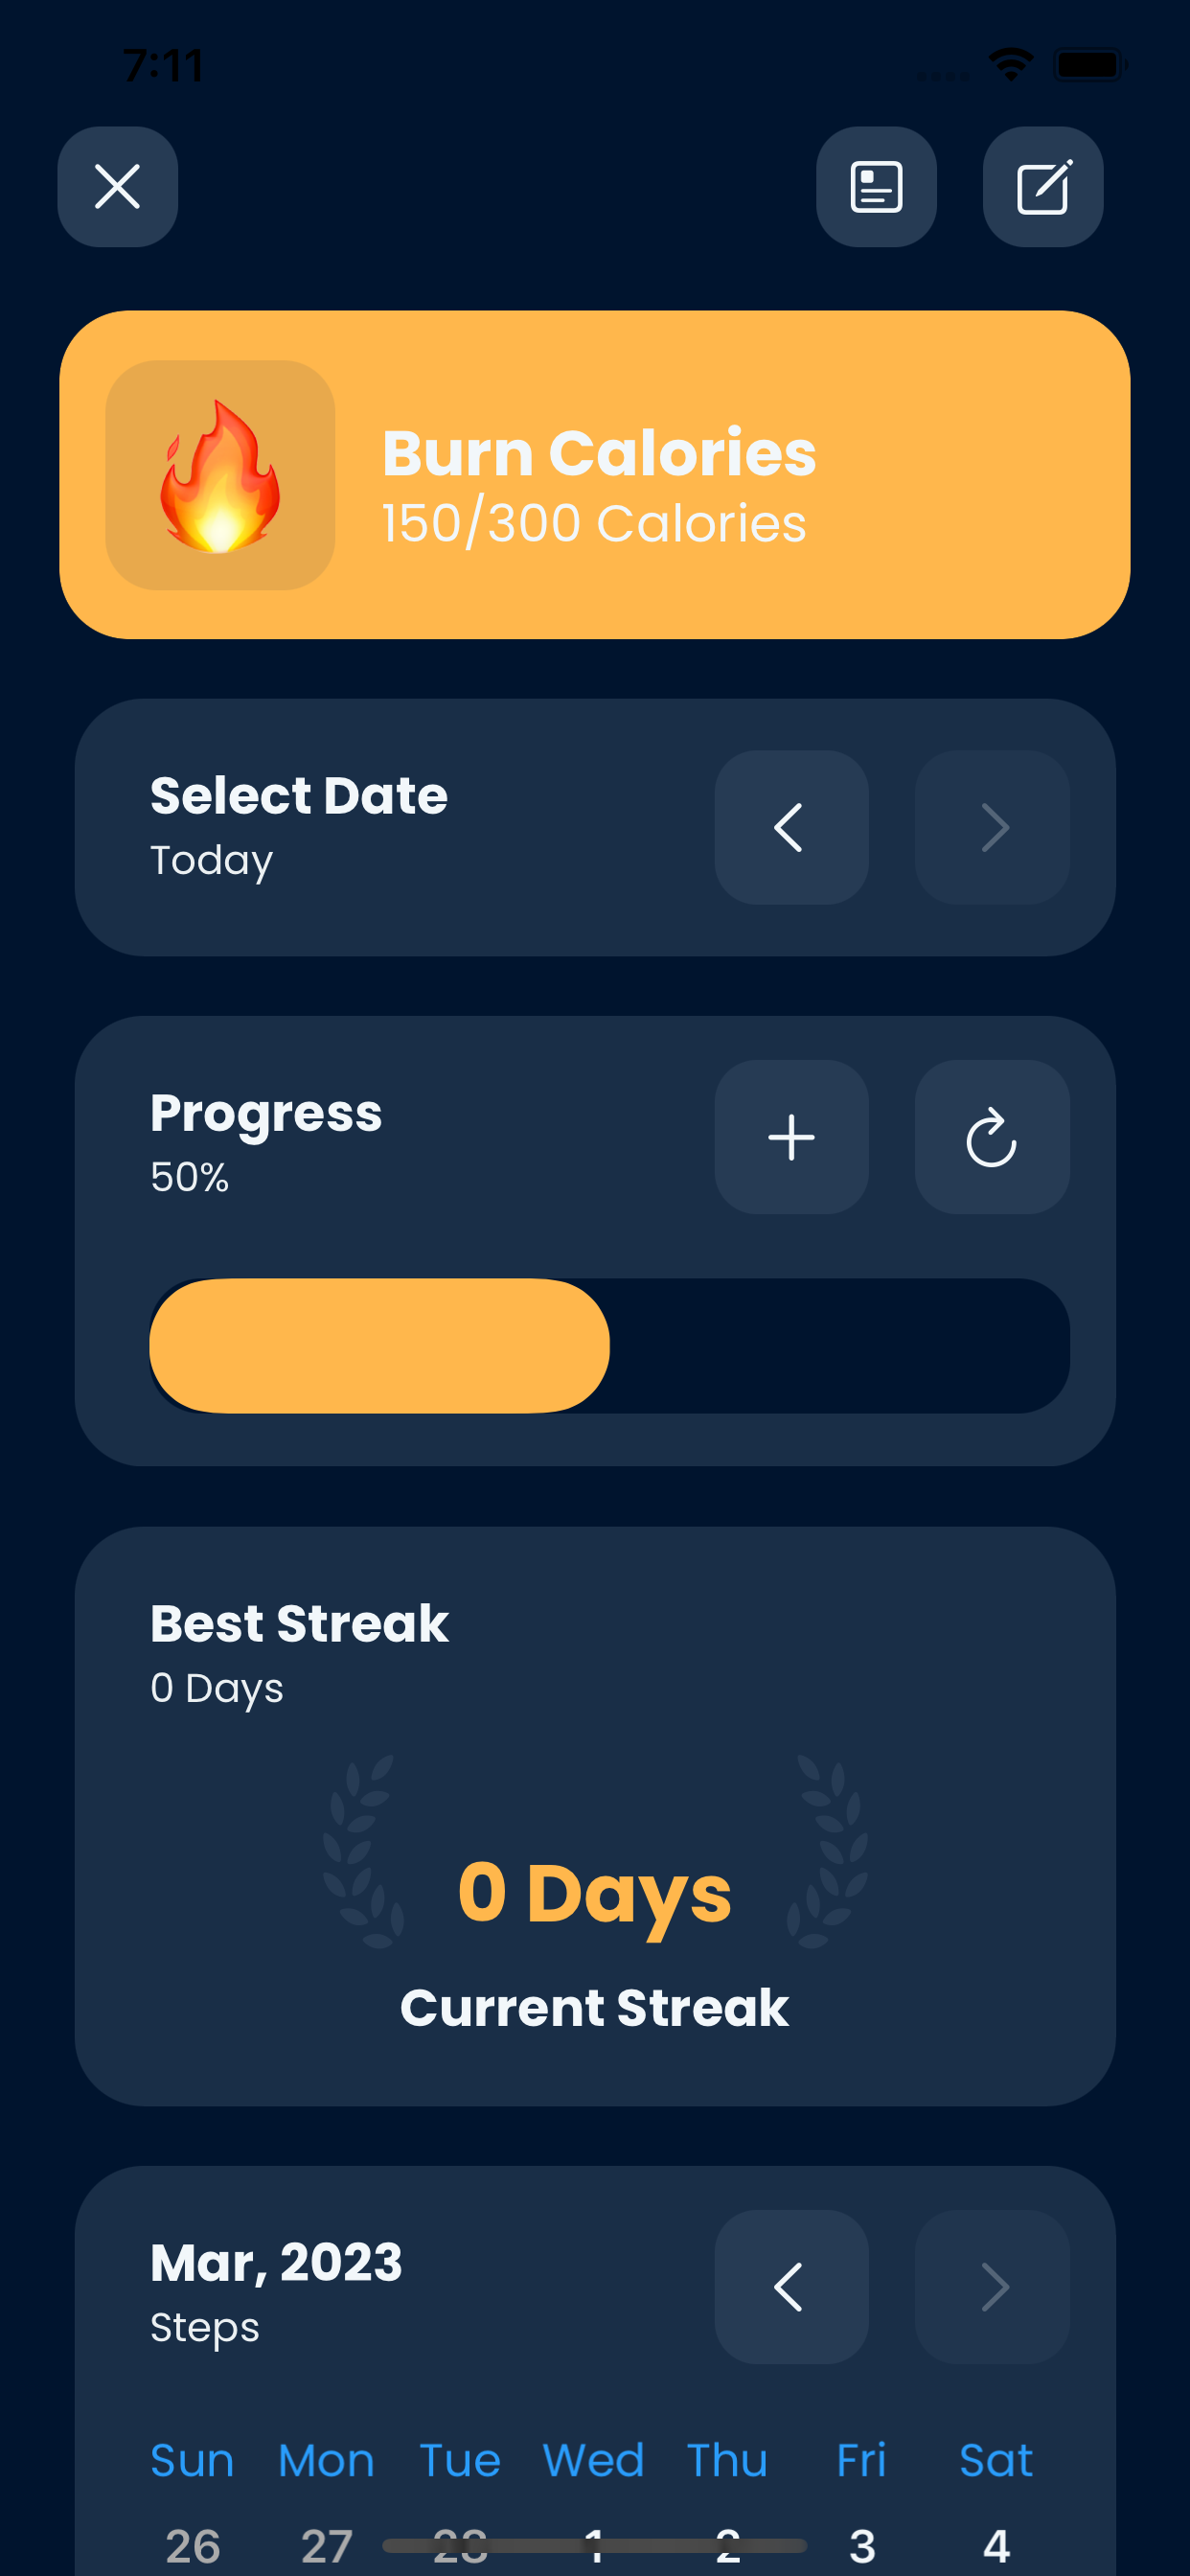 7:11
Burn Calories
150/300 Calories
Select Date
Today
Progress
50%
Best Streak
0 Days
0 Days
Current Streak
Mar, 2023
Steps
Sun Mon Tue Wed Thu Fri Sat
26 27 28 1 2 3 4